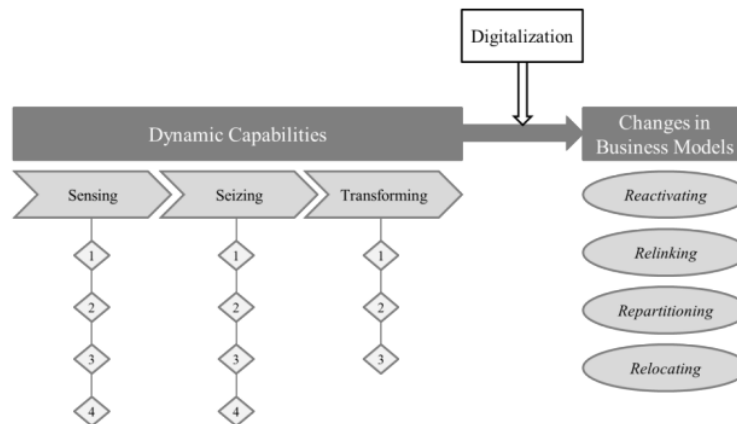 Digitalization
Dynamic Capabilities
Changes in
Business Models
Sensing
Seizing
Transforming
Reactivating
1
1
1
Relinking
2
2
2
Repartitioning
3
3
3
Relocating
4
4